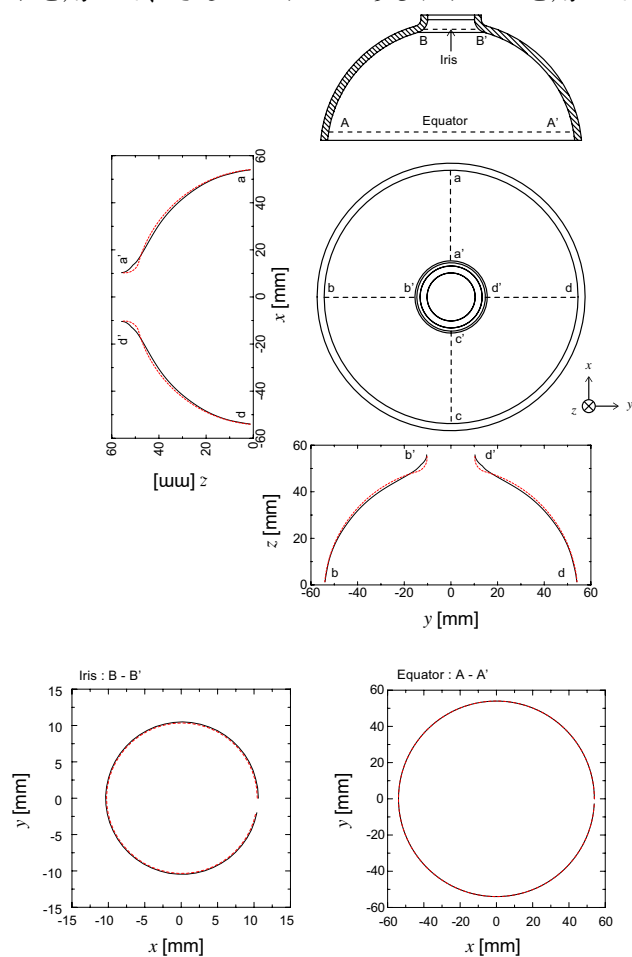 B B'
Iris
A Equator A'
60
40
20
0
-20
-40
-60
x [mm]
a
a'
d'
d
60 40 20 0
z [mm]
a
a'
b b' d' d
c'
c
x
z y
60
40
20
0
z [mm]
b' d'
b d
-60 -40 -20 0 20 40 60
y [mm]
Iris : B - B'
15
10
5
0
-5
-10
-15
y [mm]
-15 -10 -5 0 5 10 15
x [mm]
Equator : A - A'
60
40
20
0
-20
-40
-60
y [mm]
-60 -40 -20 0 20 40 60
x [mm]